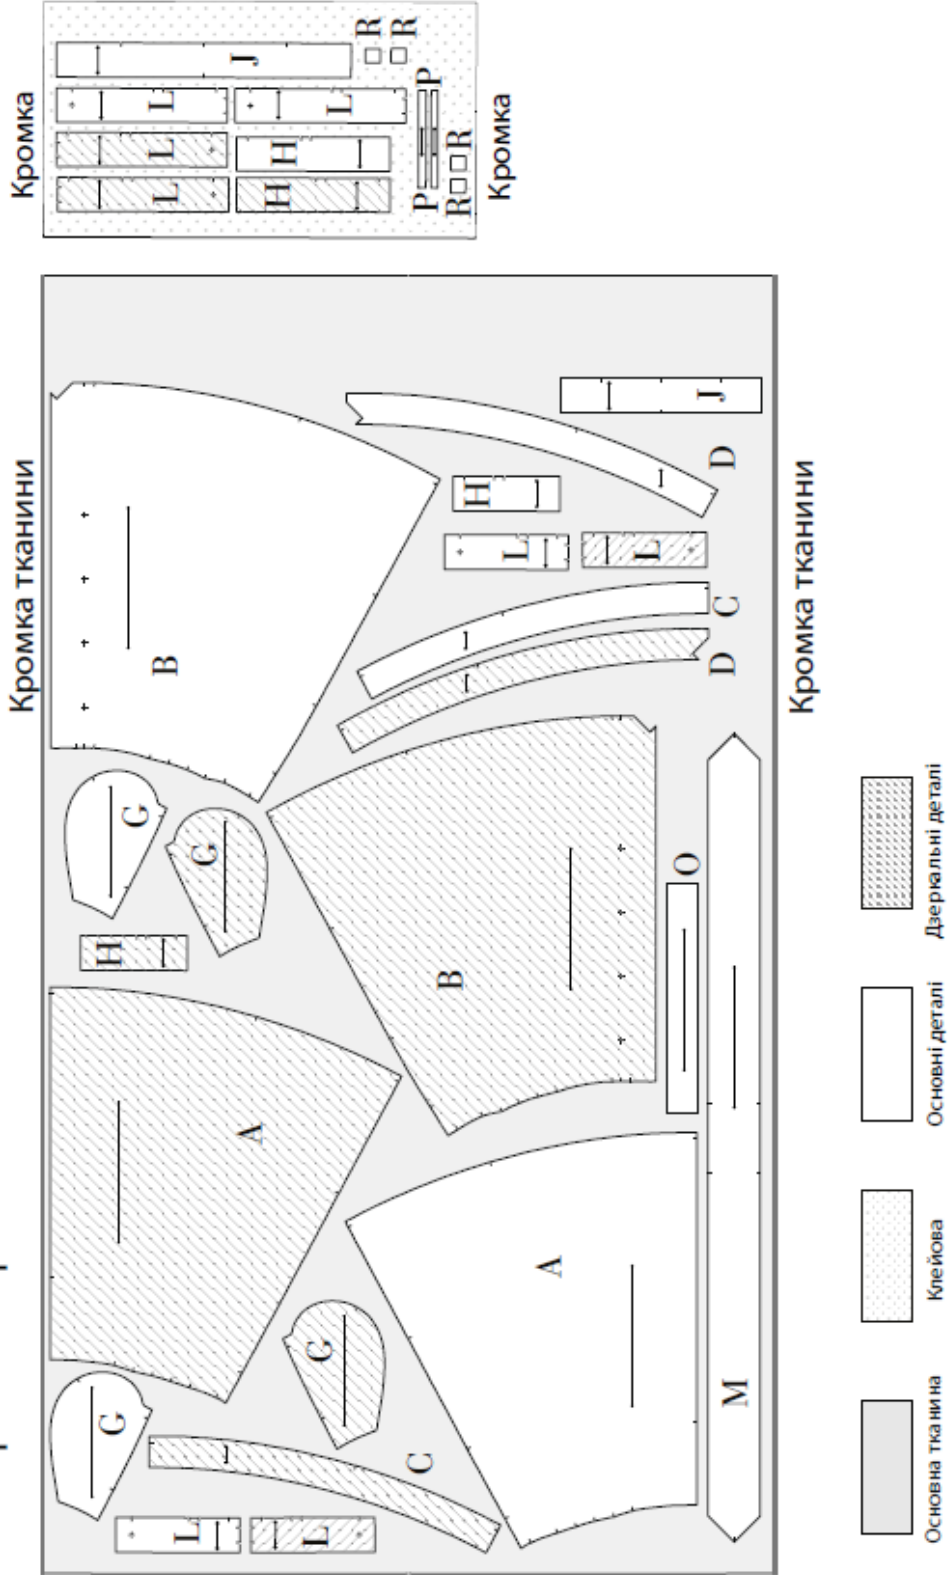 Кромка тканини
Кромка
G
H
G
B
L
G
A
L
G
C
B
H
L
A
L
O
D
C
D
J
M
L
L
J
L
H
H
L
R
R
P
P
R
R
Кромка тканини
Кромка
Основна тканина
Клейова
Основні деталі
Дзеркальні деталі